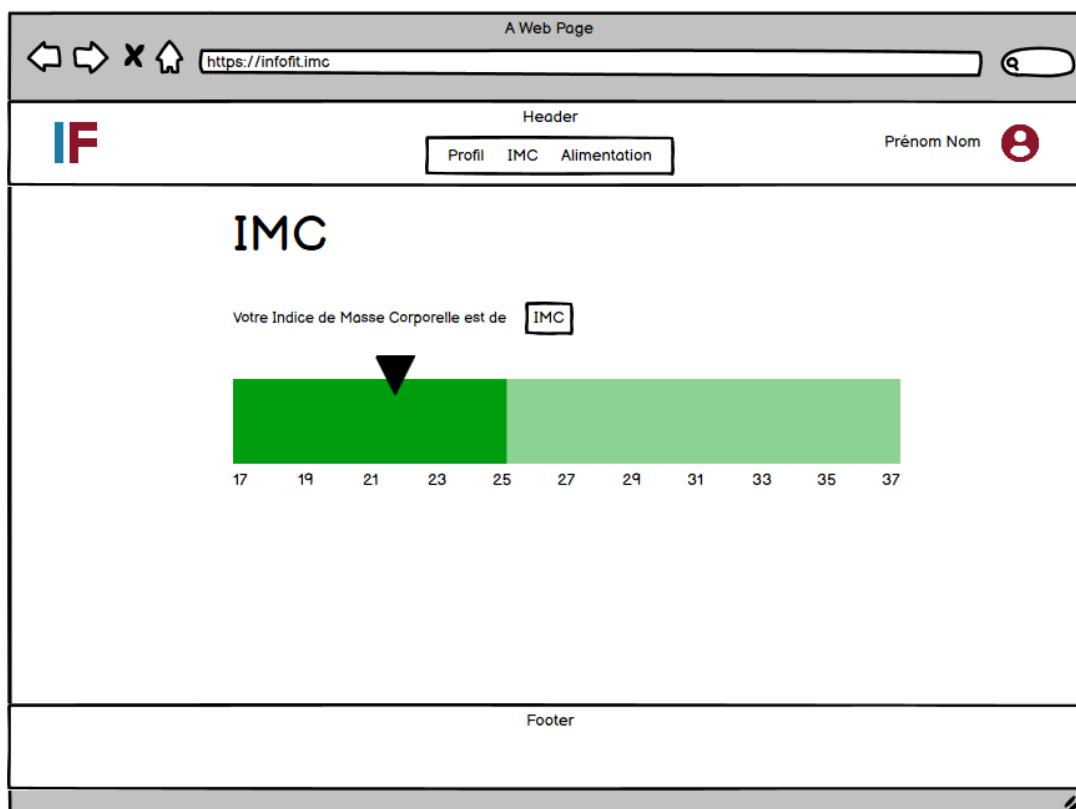 A Web Page
https://infofit.imc
Header
IF
Profil IMC Alimentation
Prénom Nom
IMC
Votre Indice de Masse Corporelle est de IMC
17 19 21 23 25 27 29 31 33 35 37
Footer